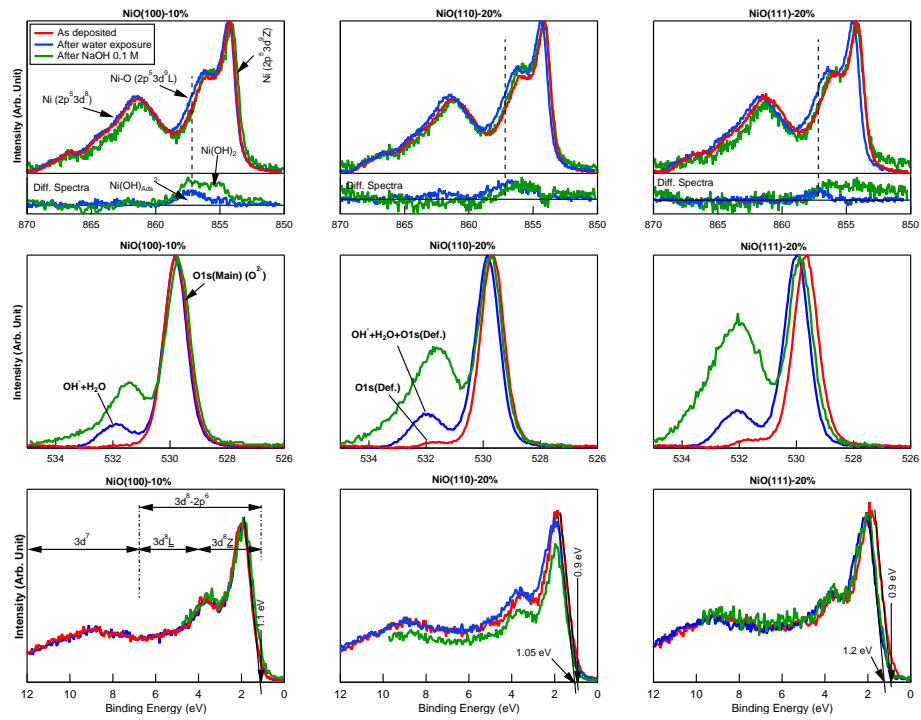 NiO(100)-10%
NiO(110)-20%
NiO(111)-20%
As deposited
After water exposure
After NaOH 0.1 M
Ni-O (2p⁵3d⁹L)
Ni (2p⁵3d⁸)
Ni (2p⁵3d⁹Z)
Ni(OH)₂
Diff. Spectra
Ni(OH)Ads²⁻
Diff. Spectra
Diff. Spectra
Intensity (Arb. Unit)
870 865 860 855 850
870 865 860 855 850
870 865 860 855 850
NiO(100)-10%
NiO(110)-20%
NiO(111)-20%
O1s(Main) (O²⁻)
OH⁻+H₂O
OH⁻+H₂O+O1s(Def.)
O1s(Def.)
Intensity (Arb. Unit)
534 532 530 528 526
534 532 530 528 526
534 532 530 528 526
NiO(100)-10%
NiO(110)-20%
NiO(111)-20%
3d⁸-2p⁶
3d⁷
3d⁸L
3d⁸Z
1.1 eV
0.9 eV
1.05 eV
0.9 eV
1.2 eV
Intensity (Arb. Unit)
12 10 8 6 4 2 0
12 10 8 6 4 2 0
12 10 8 6 4 2 0
Binding Energy (eV)
Binding Energy (eV)
Binding Energy (eV)